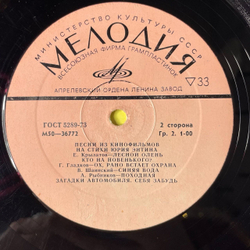 МИНИСТЕРСТВО КУЛЬТУРЫ СССР
МЕЛОДИЯ
ВСЕСОЮЗНАЯ ФИРМА ГРАМПЛАСТИНОК
33
АПРЕЛЕВСКИЙ ОРДЕНА ЛЕНИНА ЗАВОД
ГОСТ 5289-73
2 сторона
М50-36772
Гр. 2. 1-00
ПЕСНИ ИЗ КИНОФИЛЬМОВ
НА СТИХИ ЮРИЯ ЭНТИНА
Е. Крылатов—ЛЕСНОЙ ОЛЕНЬ
КТО НА НОВЕНЬКОГО?
Г. Гладков—ОХ, РАНО ВСТАЕТ ОХРАНА
В. Шаинский—СИНЯЯ ВОДА
А. Рыбников—ПОХОДНАЯ
ЗАГАДКИ АВТОМОБИЛЯ, СЕБЯ ЗАБУДЬ